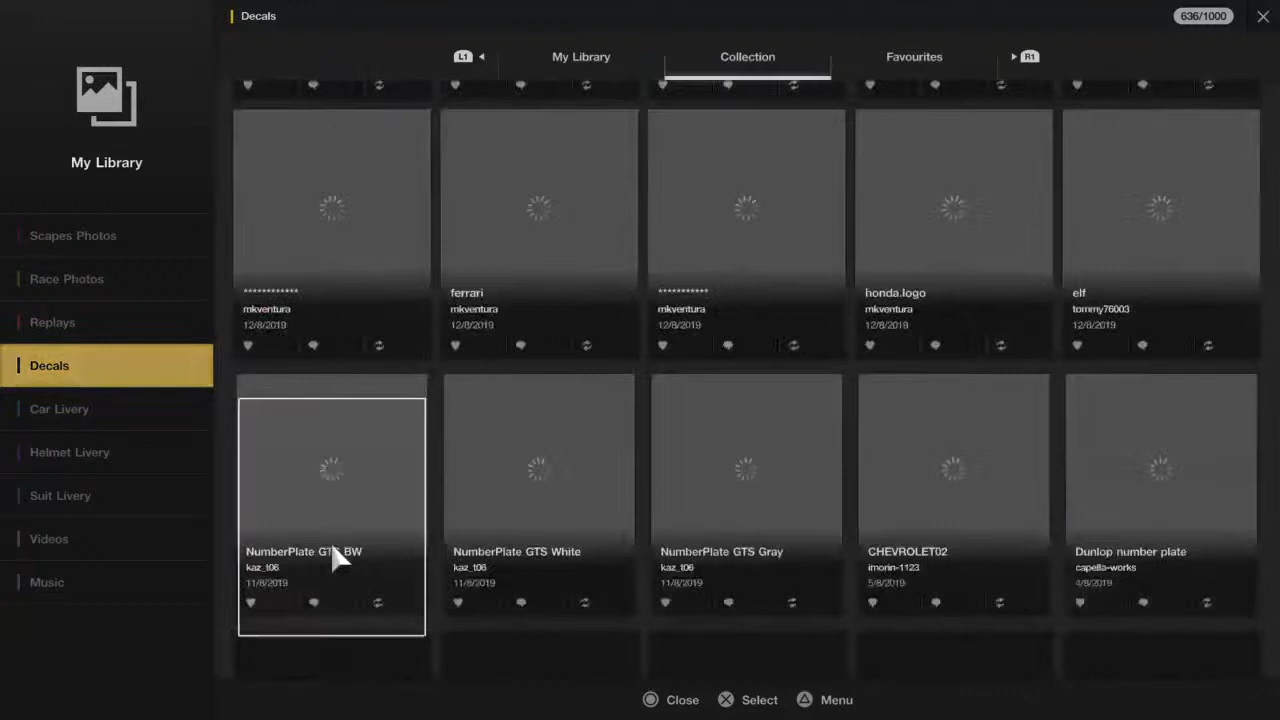 Decals
636/1000
L1
My Library
Collection
Favourites
R1
My Library
Scapes Photos
Race Photos
Replays
Decals
Car Livery
Helmet Livery
Suit Livery
Videos
Music
************
mkventura
12/8/2019
ferrari
mkventura
12/8/2019
***********
mkventura
12/8/2019
honda.logo
mkventura
12/8/2019
elf
tommy76003
12/8/2019
NumberPlate GTS BW
kaz_t06
11/8/2019
NumberPlate GTS White
kaz_t06
11/8/2019
NumberPlate GTS Gray
kaz_t06
11/8/2019
CHEVROLET02
imorin-1123
5/8/2019
Dunlop number plate
capella-works
4/8/2019
Close
Select
Menu